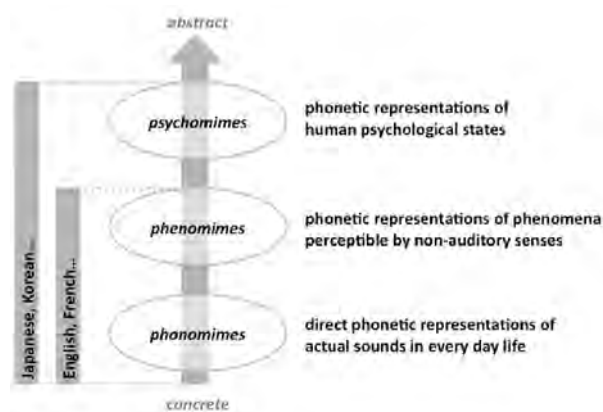 abstract
psychomimes
phonetic representations of
human psychological states
phenomimes
phonetic representations of phenomena
perceptible by non-auditory senses
phonomimes
direct phonetic representations of
actual sounds in every day life
concrete
Japanese, Korean...
English, French...